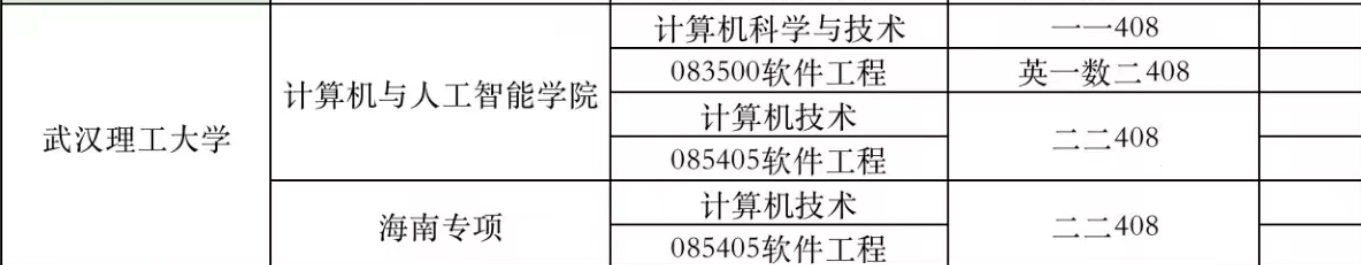 武汉理工大学
计算机与人工智能学院
计算机科学与技术
一一408
083500软件工程
英一数二408
计算机技术
085405软件工程
二二408
海南专项
计算机技术
085405软件工程
二二408